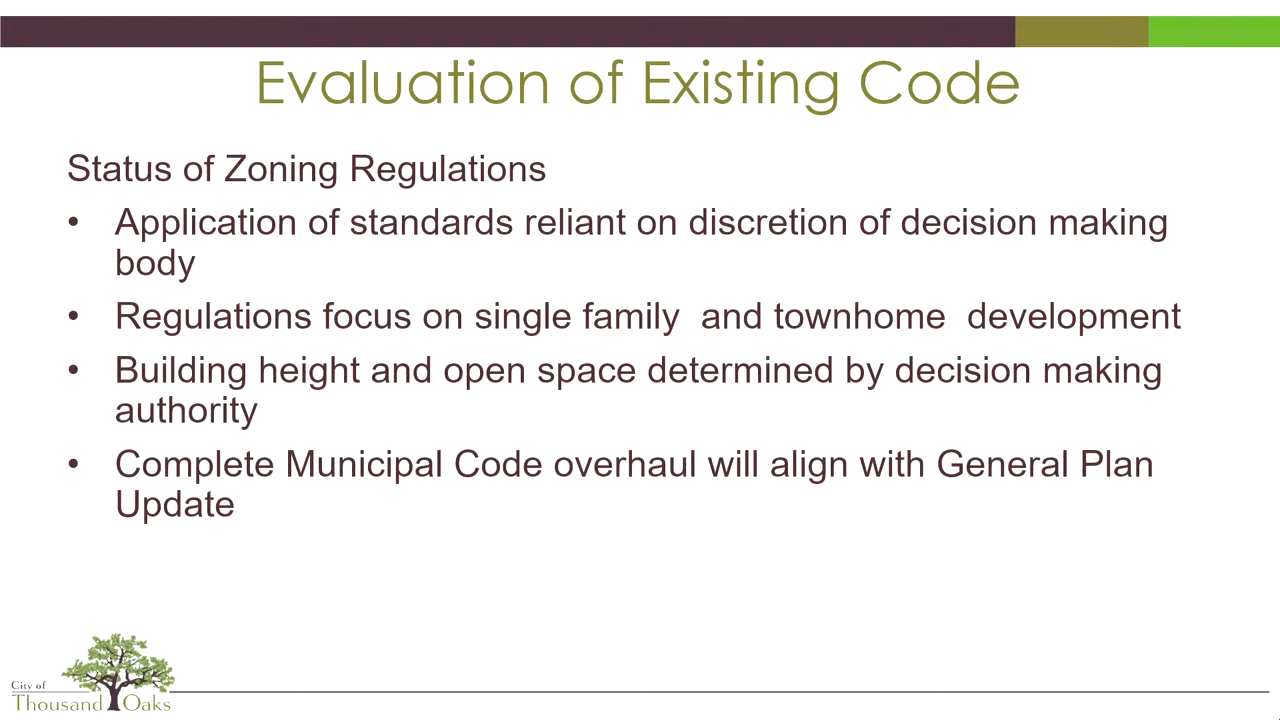 Evaluation of Existing Code
Status of Zoning Regulations
• Application of standards reliant on discretion of decision making
body
• Regulations focus on single family  and townhome  development
• Building height and open space determined by decision making
authority
• Complete Municipal Code overhaul will align with General Plan
Update
City of
Thousand Oaks